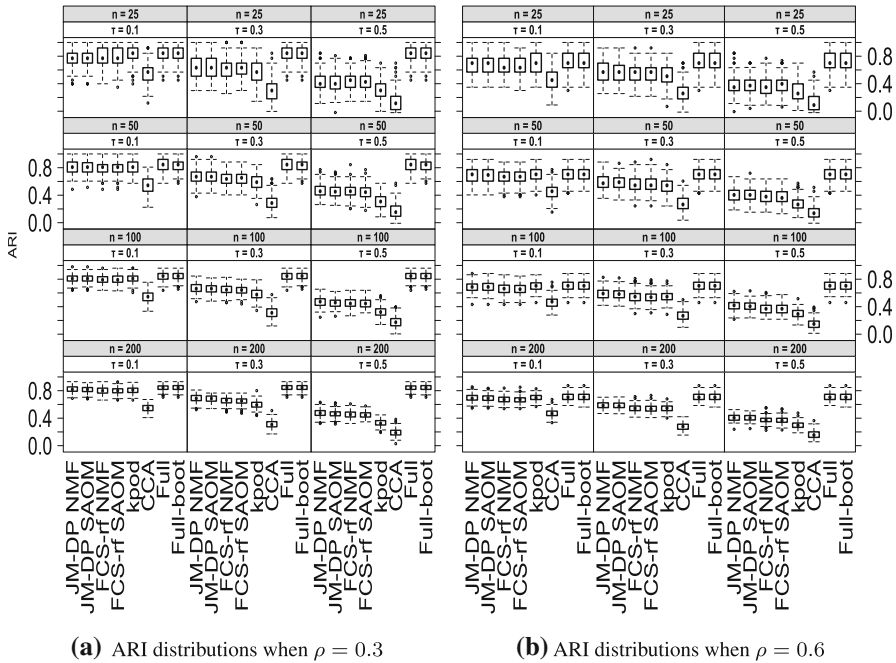 n = 25 n = 25 n = 25 n = 25 n = 25 n = 25
τ = 0.1 τ = 0.3 τ = 0.5 τ = 0.1 τ = 0.3 τ = 0.5
0.8
0.4
0.0
n = 50 n = 50 n = 50 n = 50 n = 50 n = 50
τ = 0.1 τ = 0.3 τ = 0.5 τ = 0.1 τ = 0.3 τ = 0.5
0.8
0.4
0.0
ARI
n = 100 n = 100 n = 100 n = 100 n = 100 n = 100
τ = 0.1 τ = 0.3 τ = 0.5 τ = 0.1 τ = 0.3 τ = 0.5
0.8
0.4
0.0
n = 200 n = 200 n = 200 n = 200 n = 200 n = 200
τ = 0.1 τ = 0.3 τ = 0.5 τ = 0.1 τ = 0.3 τ = 0.5
0.8
0.4
0.0
JM-DP NMF
JM-DP SAOM
FCS-rf NMF
FCS-rf SAOM
kpod
CCA
Full
Full-boot
JM-DP NMF
JM-DP SAOM
FCS-rf NMF
FCS-rf SAOM
kpod
CCA
Full
Full-boot
JM-DP NMF
JM-DP SAOM
FCS-rf NMF
FCS-rf SAOM
kpod
CCA
Full
Full-boot
JM-DP NMF
JM-DP SAOM
FCS-rf NMF
FCS-rf SAOM
kpod
CCA
Full
Full-boot
JM-DP NMF
JM-DP SAOM
FCS-rf NMF
FCS-rf SAOM
kpod
CCA
Full
Full-boot
JM-DP NMF
JM-DP SAOM
FCS-rf NMF
FCS-rf SAOM
kpod
CCA
Full
Full-boot
(a) ARI distributions when ρ = 0.3
(b) ARI distributions when ρ = 0.6